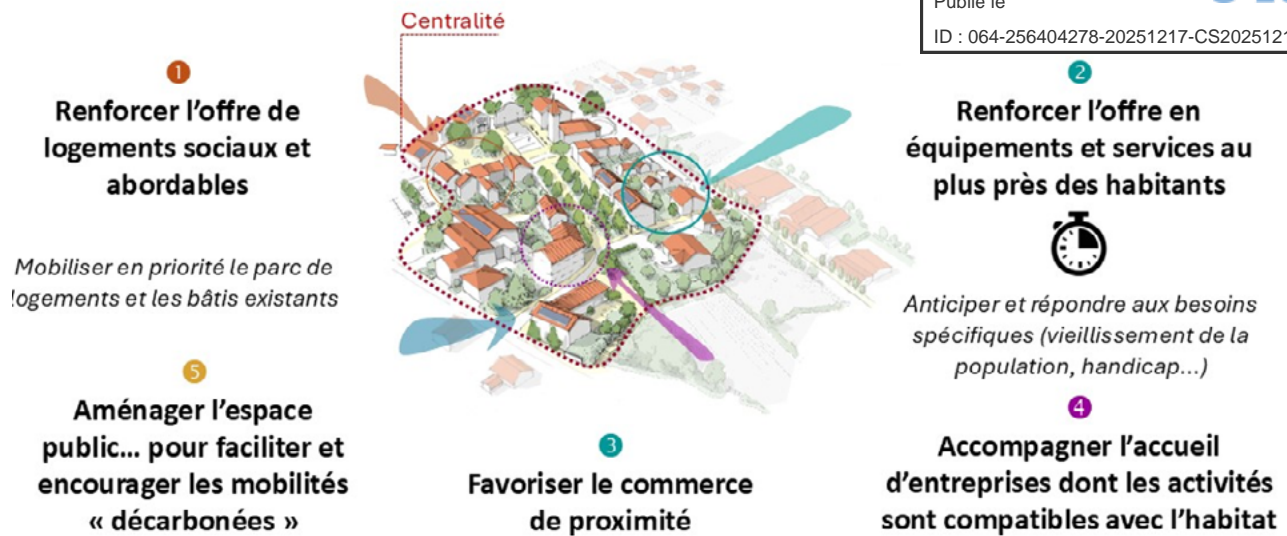 Publié le
ID : 064-256404278-20251217-CS2025121
Centralité
1
Renforcer l’offre de
logements sociaux et
abordables
Mobiliser en priorité le parc de
logements et les bâtis existants
2
Renforcer l’offre en
équipements et services au
plus près des habitants
Anticiper et répondre aux besoins
spécifiques (vieillissement de la
population, handicap...)
5
Aménager l’espace
public... pour faciliter et
encourager les mobilités
« décarbonées »
3
Favoriser le commerce
de proximité
4
Accompagner l’accueil
d’entreprises dont les activités
sont compatibles avec l’habitat